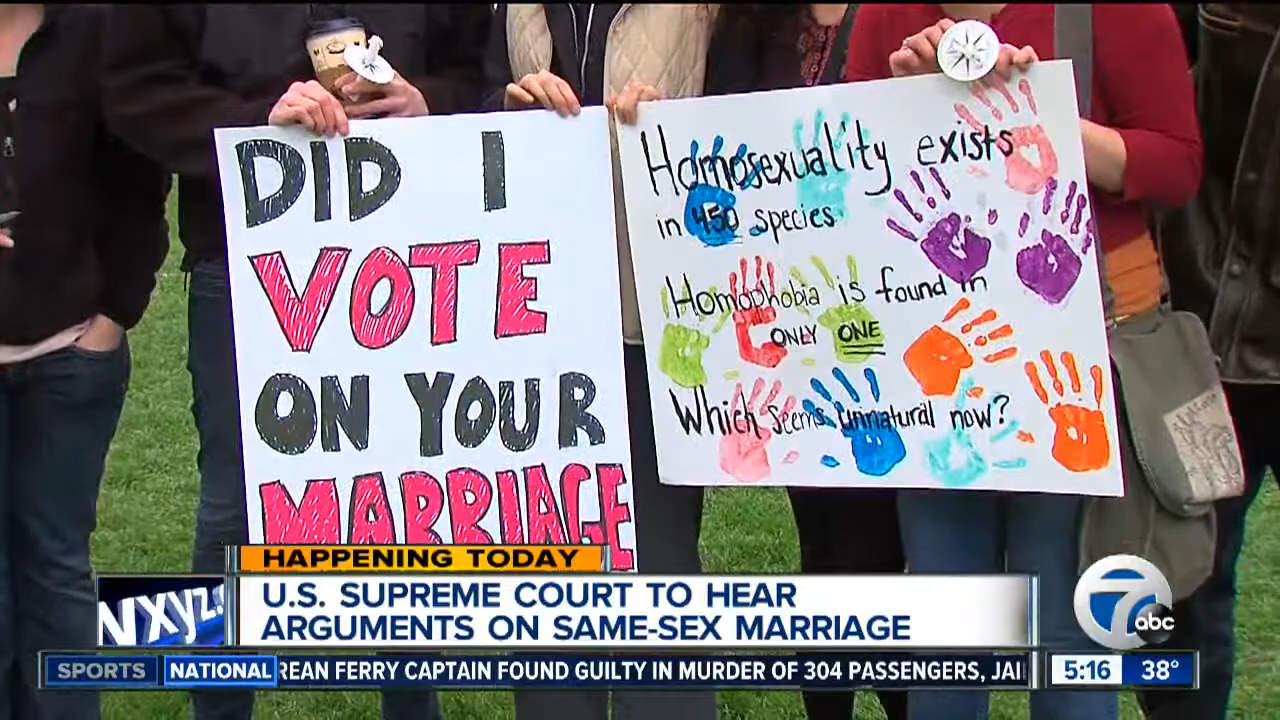 DID I
VOTE
ON YOUR
MARRIAGE
Homosexuality exists
in 450 species
Homophobia is found in
ONLY ONE
Which seems unnatural now?
HAPPENING TODAY
WXYZ
U.S. SUPREME COURT TO HEAR
ARGUMENTS ON SAME-SEX MARRIAGE
7 abc
SPORTS NATIONAL REAN FERRY CAPTAIN FOUND GUILTY IN MURDER OF 304 PASSENGERS, JAI 5:16 38°